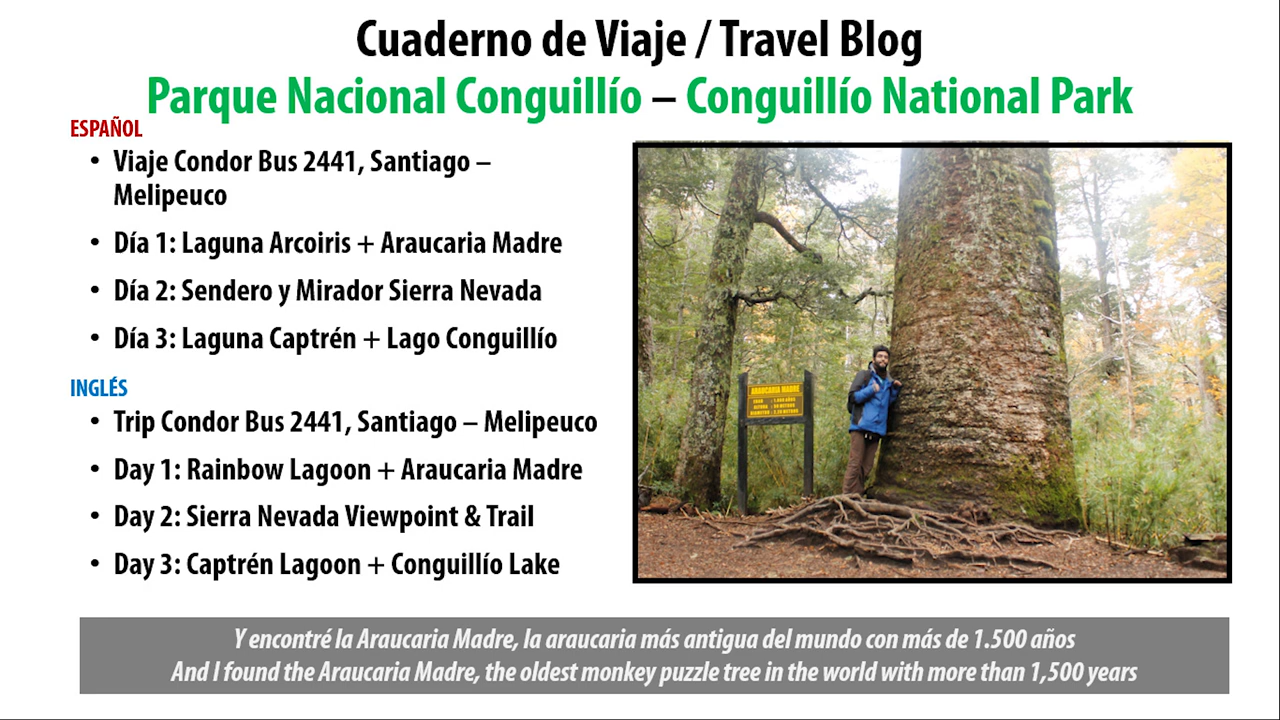 Cuaderno de Viaje / Travel Blog
Parque Nacional Conguillío – Conguillío National Park
ESPAÑOL
• Viaje Condor Bus 2441, Santiago –
Melipeuco
• Día 1: Laguna Arcoiris + Araucaria Madre
• Día 2: Sendero y Mirador Sierra Nevada
• Día 3: Laguna Captrén + Lago Conguillío
INGLÉS
• Trip Condor Bus 2441, Santiago – Melipeuco
• Day 1: Rainbow Lagoon + Araucaria Madre
• Day 2: Sierra Nevada Viewpoint & Trail
• Day 3: Captrén Lagoon + Conguillío Lake
ARAUCARIA MADRE
Y encontré la Araucaria Madre, la araucaria más antigua del mundo con más de 1.500 años
And I found the Araucaria Madre, the oldest monkey puzzle tree in the world with more than 1,500 years